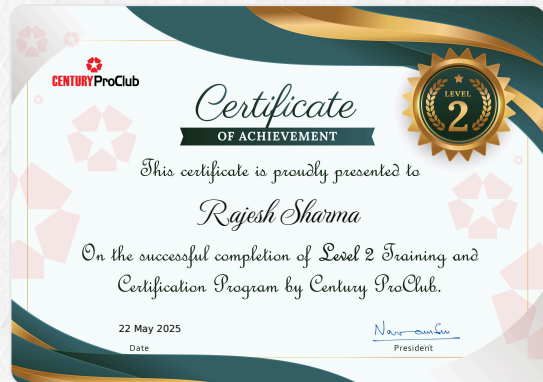 CENTURY ProClub
Certificate
OF ACHIEVEMENT
LEVEL
2
This certificate is proudly presented to
Rajesh Sharma
On the successful completion of Level 2 Training and
Certification Program by Century ProClub.
22 May 2025
Date
President